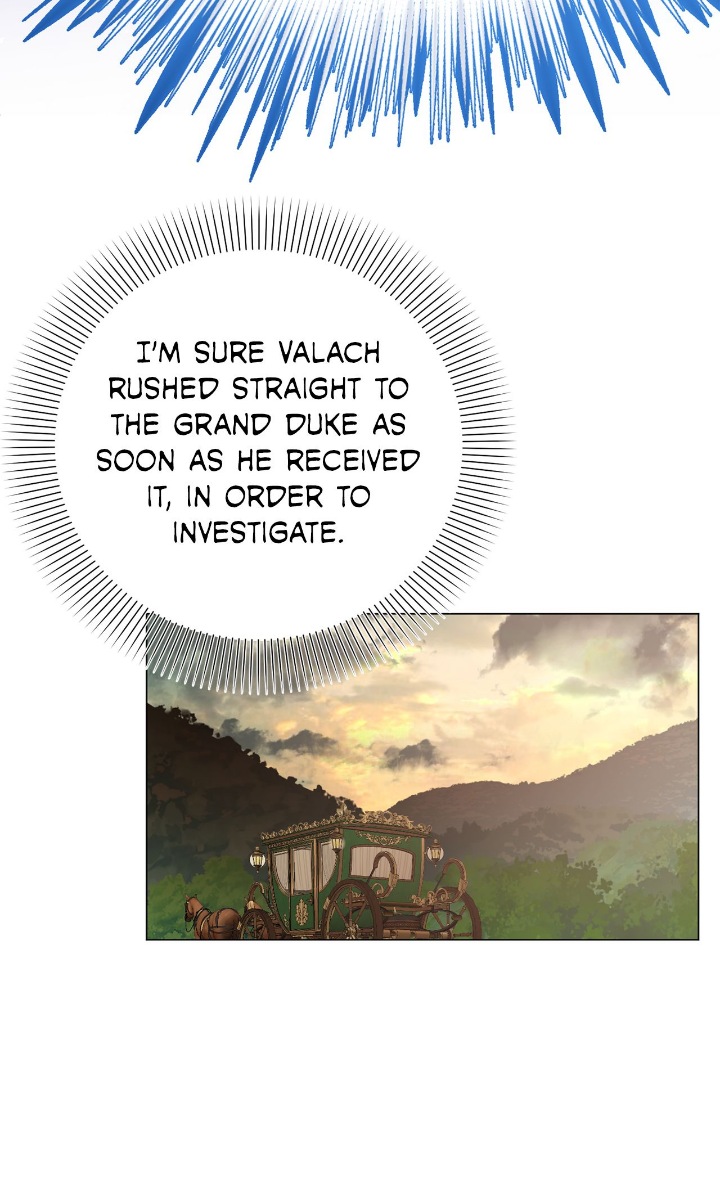 I'M SURE VALACH
RUSHED STRAIGHT TO
THE GRAND DUKE AS
SOON AS HE RECEIVED
IT, IN ORDER TO
INVESTIGATE.